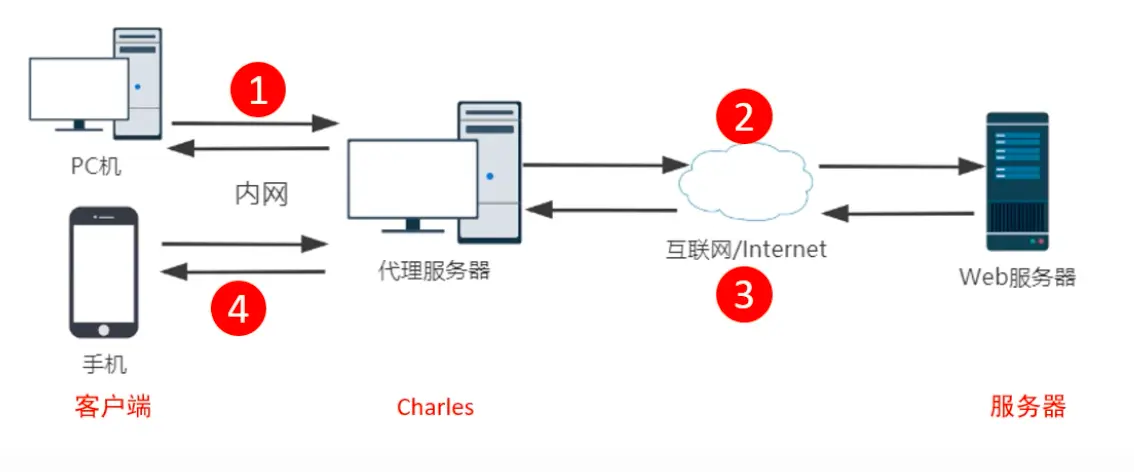 1
2
PC机
内网
代理服务器
互联网/Internet
Web服务器
3
4
手机
客户端
Charles
服务器